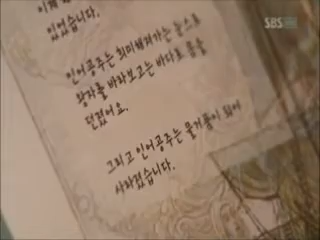 SBS
있었습니다.
인어공주는 희미해져가는 눈으로
왕자를 바라보고는 바다로 몸을
던졌어요.
그리고 인어공주는 물거품이 되어
사라졌습니다.